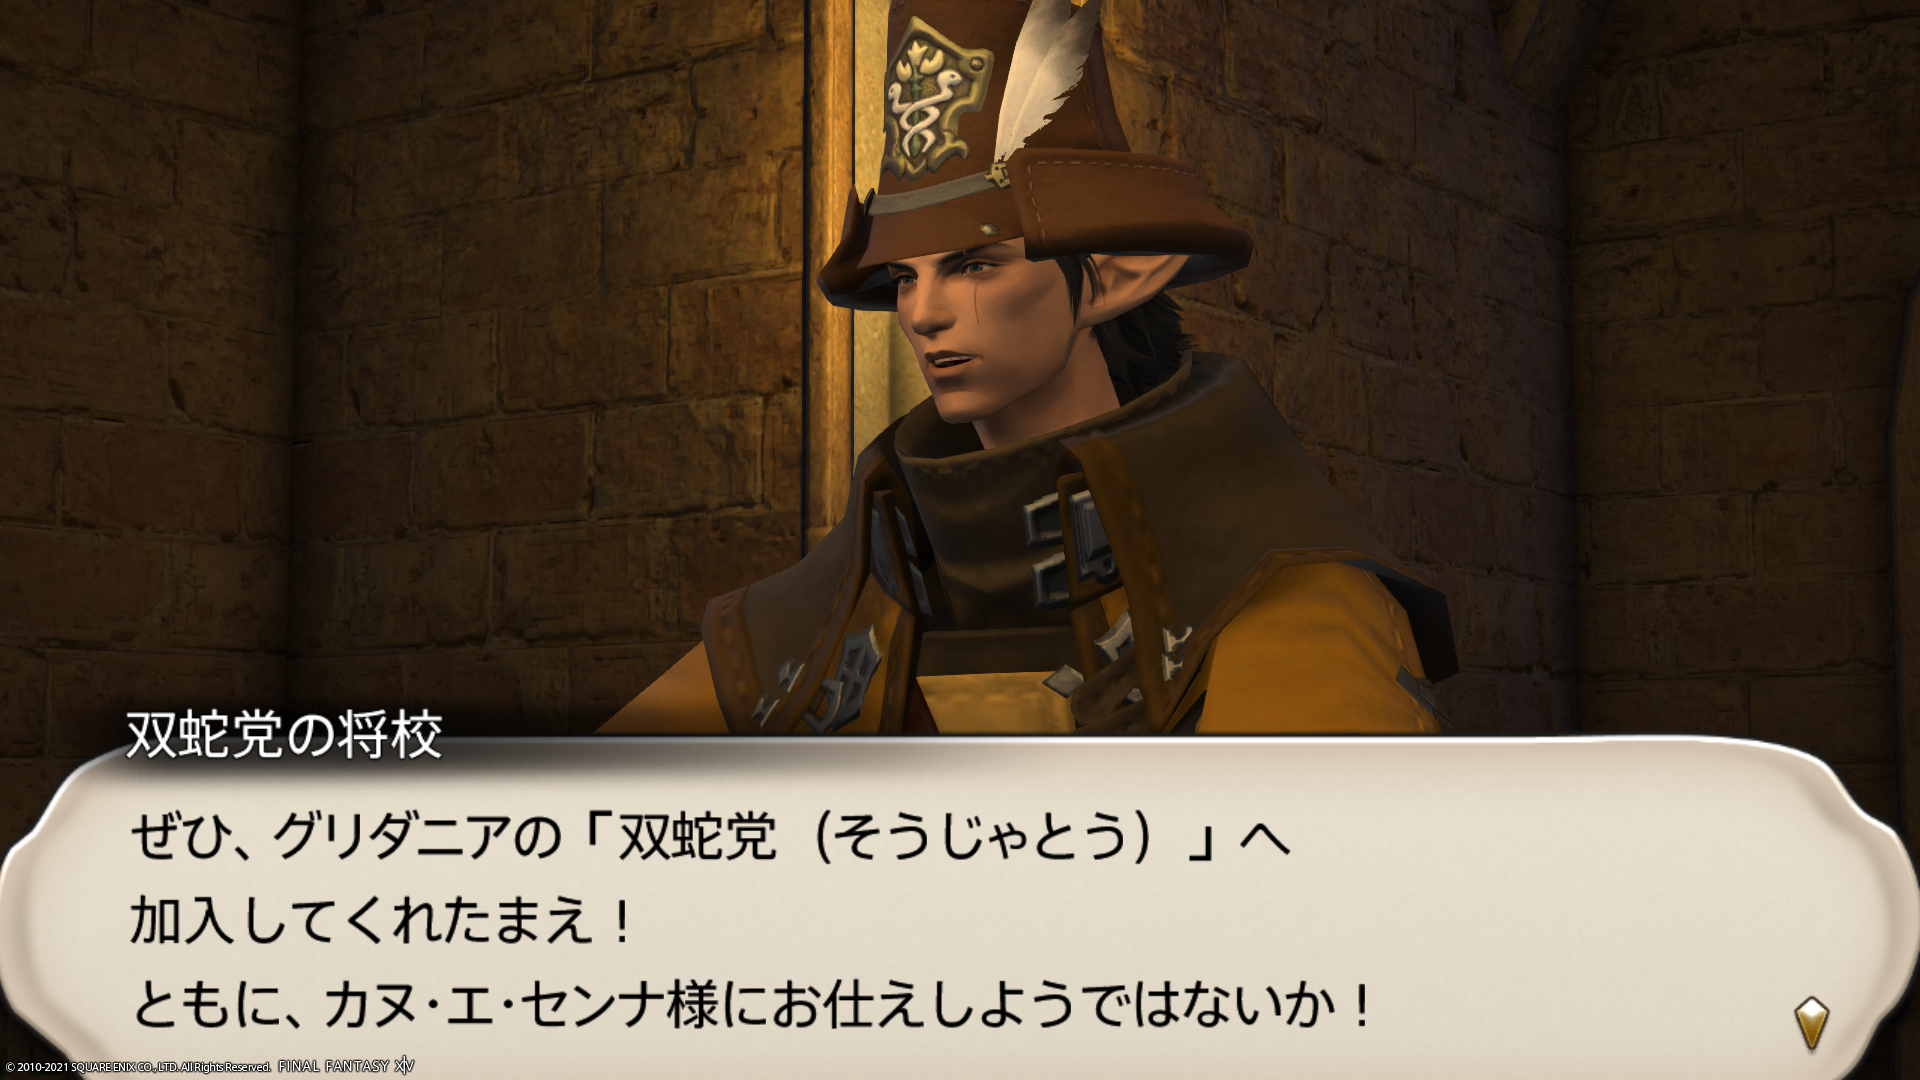 双蛇党の将校
ぜひ、グリダニアの「双蛇党（そうじゃとう）」へ
加入してくれたまえ！
ともに、カヌ・エ・センナ様にお仕えしようではないか！
© 2010-2021 SQUARE ENIX CO., LTD. All Rights Reserved. FINAL FANTASY XIV